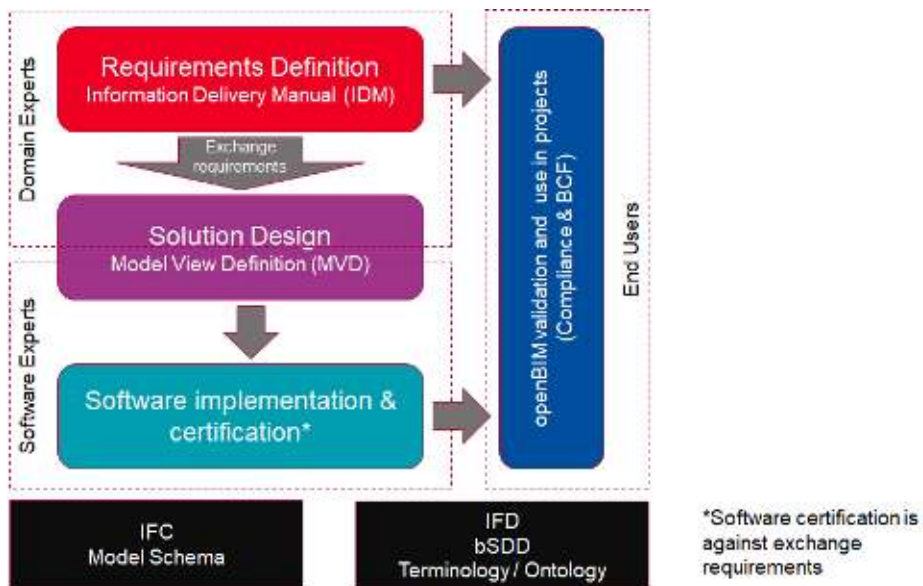 Domain Experts
Requirements Definition
Information Delivery Manual (IDM)
Exchange
requirements
Solution Design
Model View Definition (MVD)
Software Experts
Software implementation &
certification*
openBIM validation and use in projects
(Compliance & BCF)
End Users
IFC
Model Schema
IFD
bSDD
Terminology / Ontology
*Software certification is
against exchange
requirements